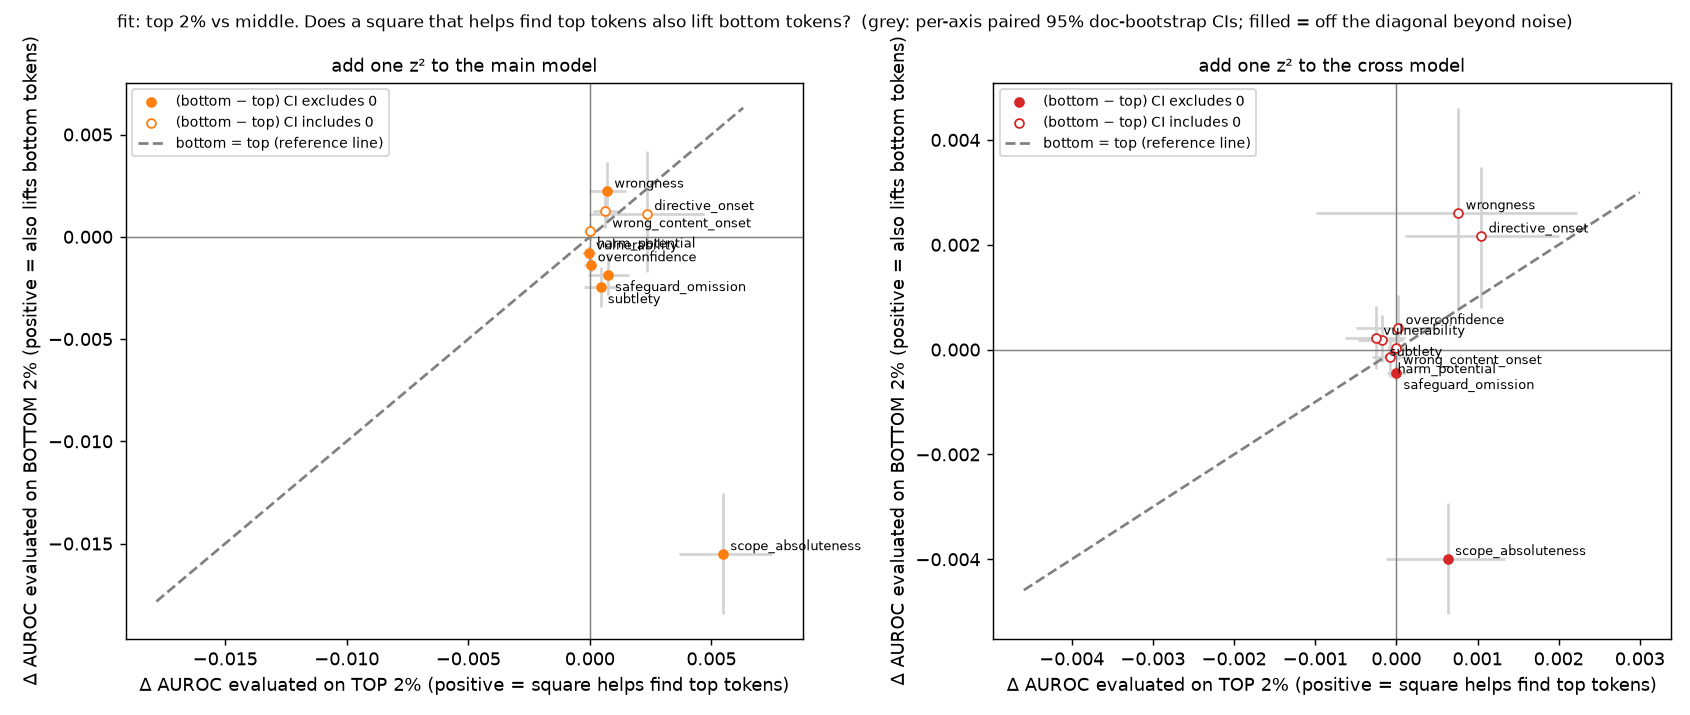 fit: top 2% vs middle. Does a square that helps find top tokens also lift bottom tokens?  (grey: per-axis paired 95% doc-bootstrap CIs; filled = off the diagonal beyond noise)
add one z² to the main model
(bottom − top) CI excludes 0
(bottom − top) CI includes 0
bottom = top (reference line)
Δ AUROC evaluated on BOTTOM 2% (positive = also lifts bottom tokens)
0.005
0.000
−0.005
−0.010
−0.015
wrongness
directive_onset
wrong_content_onset
harm_potential
vulnerability
overconfidence
safeguard_omission
subtlety
scope_absoluteness
−0.015
−0.010
−0.005
0.000
0.005
Δ AUROC evaluated on TOP 2% (positive = square helps find top tokens)
add one z² to the cross model
(bottom − top) CI excludes 0
(bottom − top) CI includes 0
bottom = top (reference line)
Δ AUROC evaluated on BOTTOM 2% (positive = also lifts bottom tokens)
0.004
0.002
0.000
−0.002
−0.004
wrongness
directive_onset
overconfidence
vulnerability
subtlety
wrong_content_onset
harm_potential
safeguard_omission
scope_absoluteness
−0.004
−0.003
−0.002
−0.001
0.000
0.001
0.002
0.003
Δ AUROC evaluated on TOP 2% (positive = square helps find top tokens)